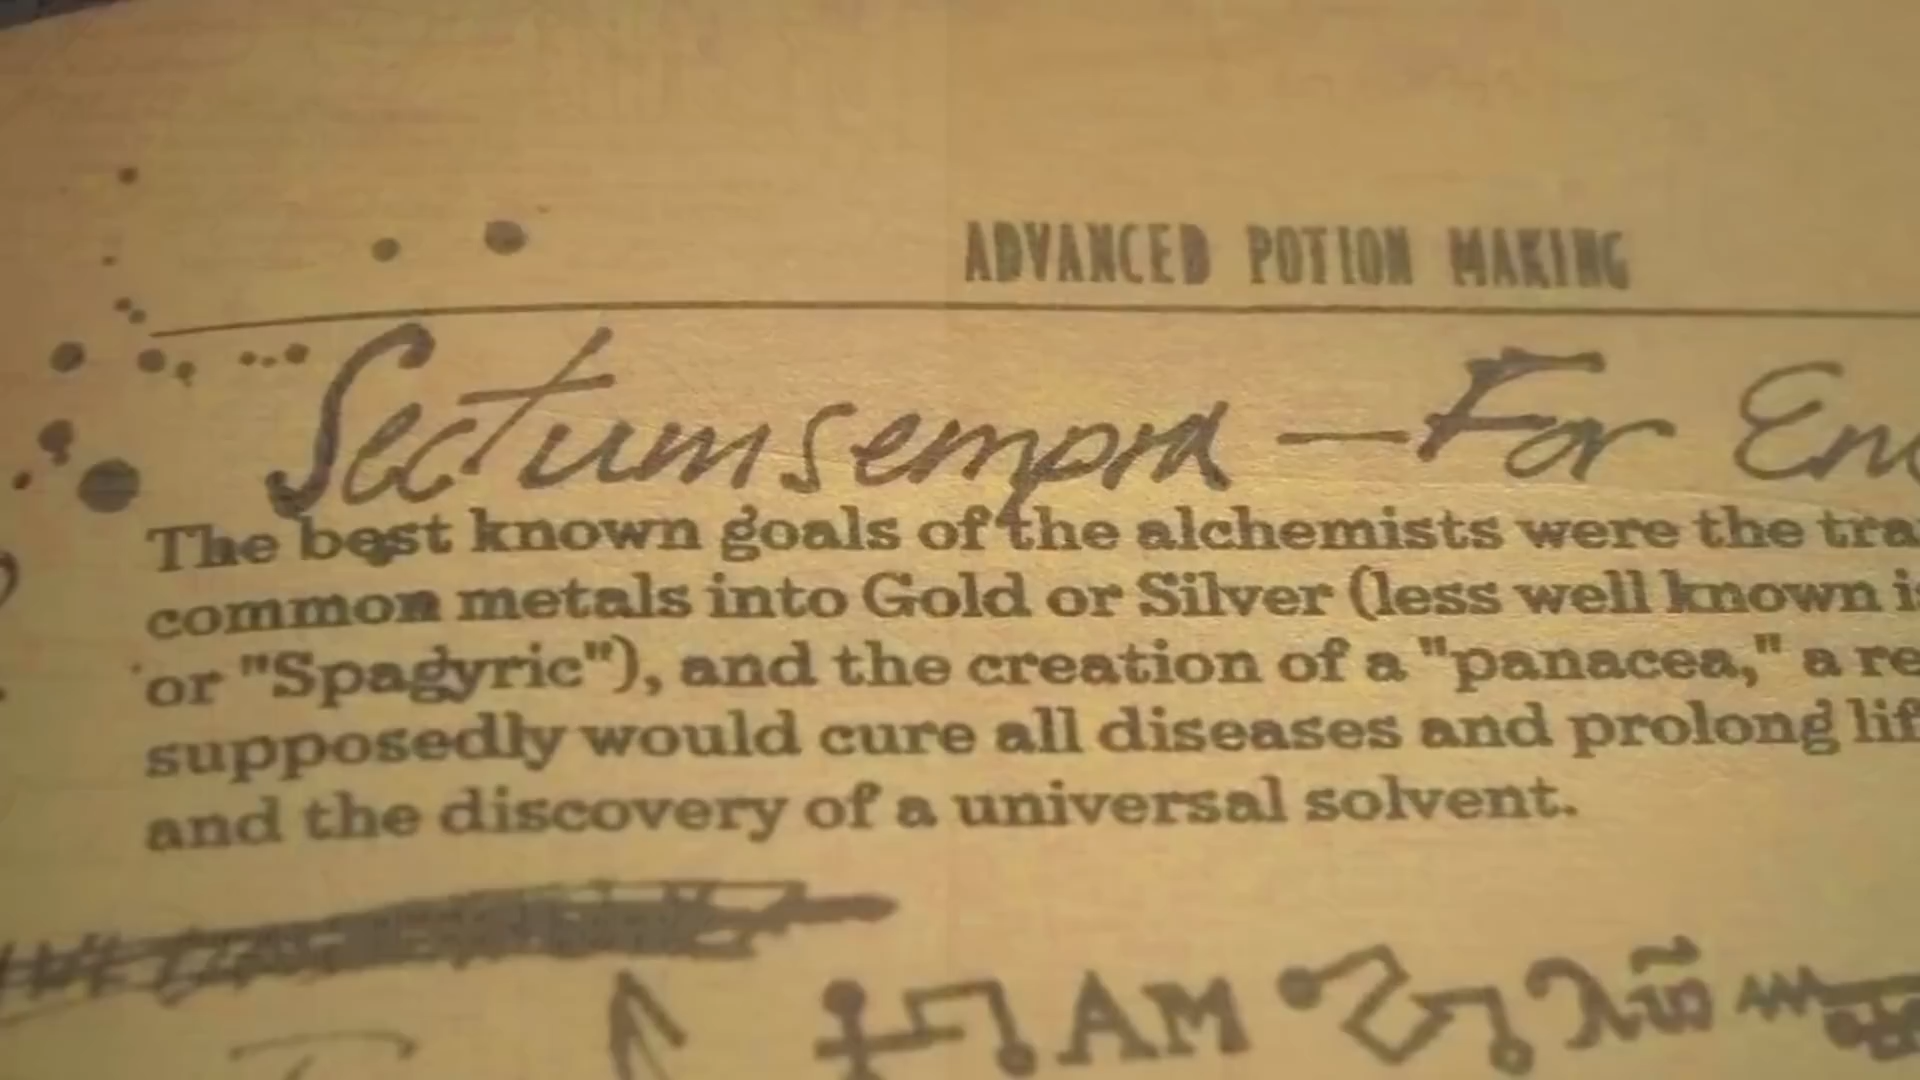 ADVANCED POTION MAKING
Sectumsempra — For
The best known goals of the alchemists were the
common metals into Gold or Silver (less well known
or "Spagyric"), and the creation of a "panacea," a
supposedly would cure all diseases and prolong
and the discovery of a universal solvent.
AM